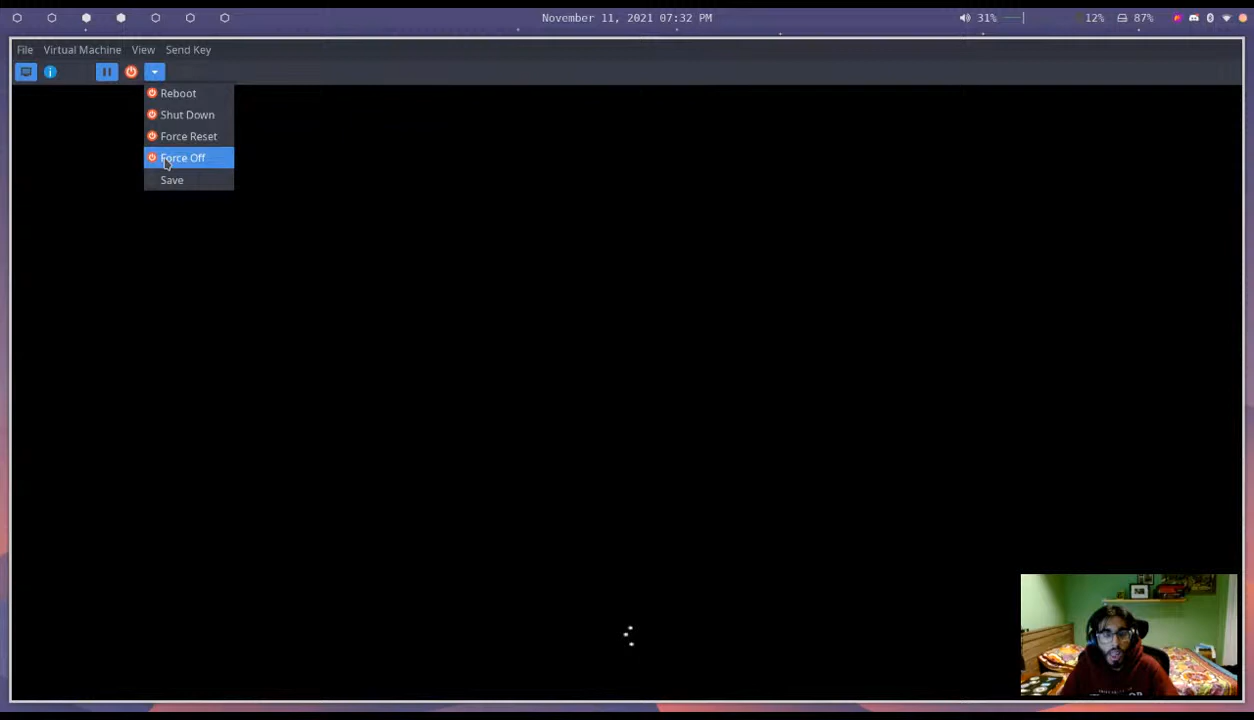 November 11, 2021 07:32 PM
31%
12%
87%
File Virtual Machine View Send Key
Reboot
Shut Down
Force Reset
Force Off
Save